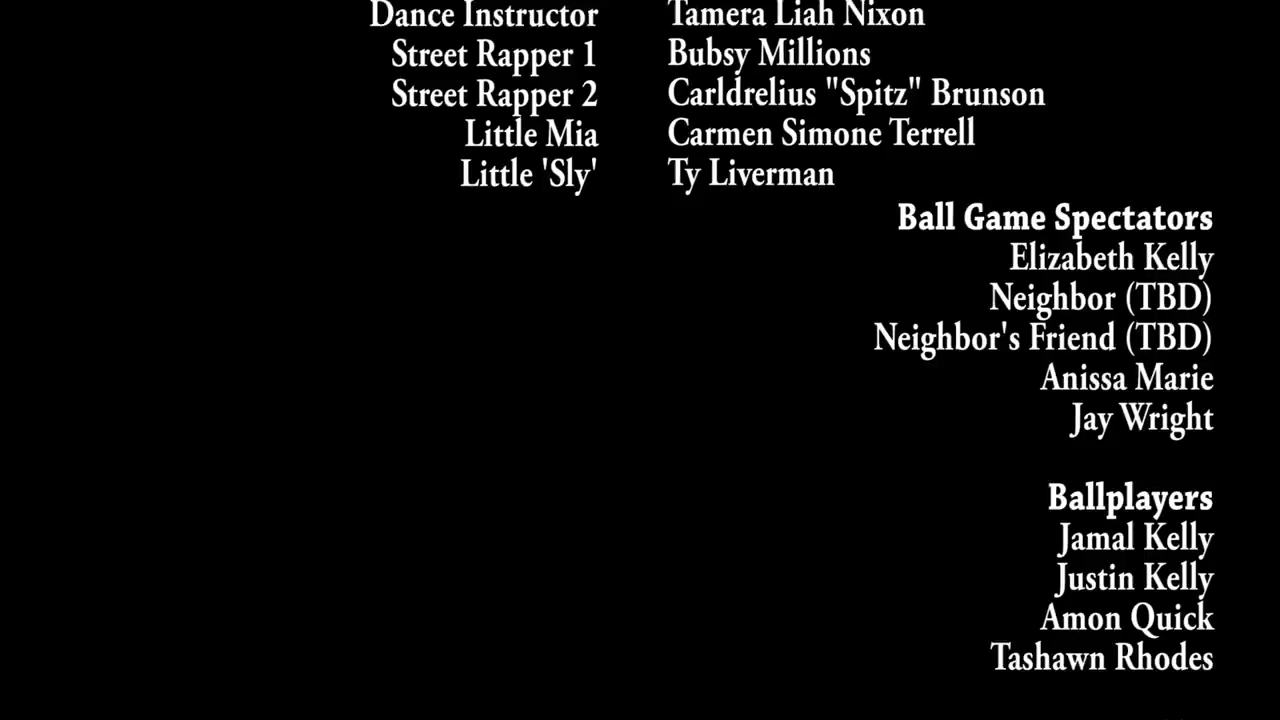 Dance Instructor Tamera Liah Nixon
Street Rapper 1 Bubsy Millions
Street Rapper 2 Carldrelius "Spitz" Brunson
Little Mia Carmen Simone Terrell
Little 'Sly' Ty Liverman
Ball Game Spectators
Elizabeth Kelly
Neighbor (TBD)
Neighbor's Friend (TBD)
Anissa Marie
Jay Wright
Ballplayers
Jamal Kelly
Justin Kelly
Amon Quick
Tashawn Rhodes